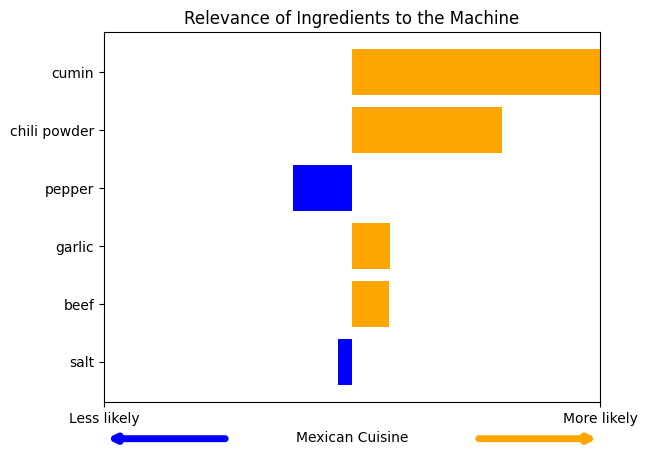 Relevance of Ingredients to the Machine
cumin
chili powder
pepper
garlic
beef
salt
Less likely
More likely
Mexican Cuisine